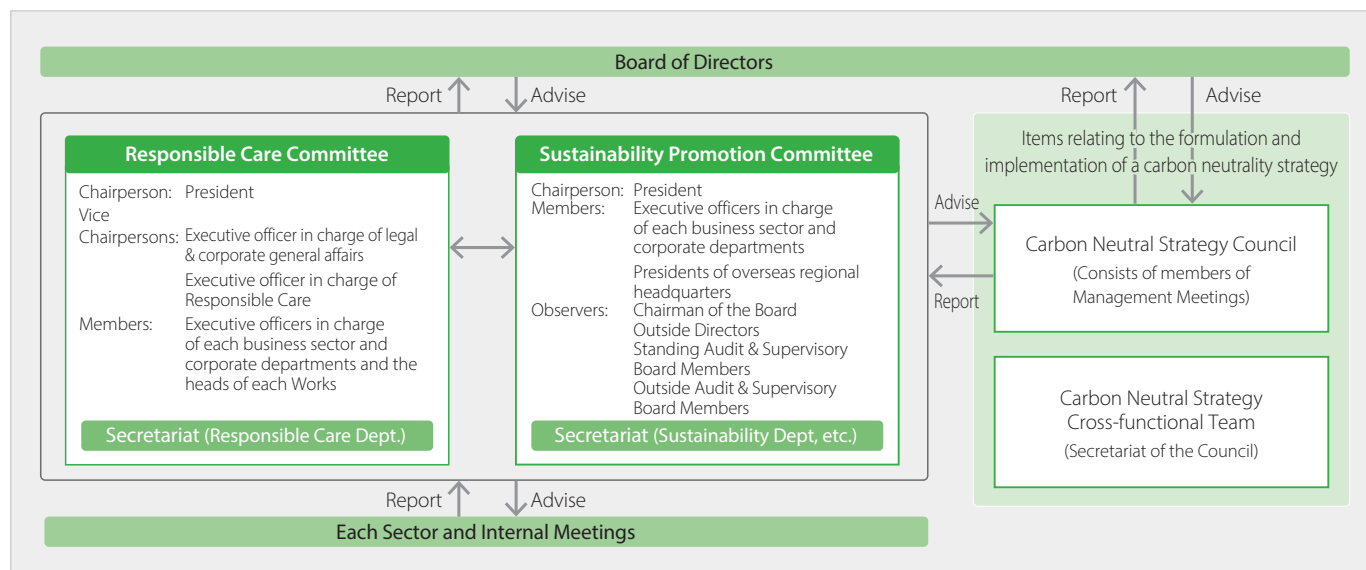 Board of Directors
Report
Advise
Report
Advise
Responsible Care Committee
Chairperson: President
Vice
Chairpersons: Executive officer in charge of legal
& corporate general affairs
Executive officer in charge of
Responsible Care
Members: Executive officers in charge
of each business sector and
corporate departments and the
heads of each Works
Secretariat (Responsible Care Dept.)
Sustainability Promotion Committee
Chairperson: President
Members: Executive officers in charge
of each business sector and
corporate departments
Presidents of overseas regional
headquarters
Observers: Chairman of the Board
Outside Directors
Standing Audit & Supervisory
Board Members
Outside Audit & Supervisory
Board Members
Secretariat (Sustainability Dept, etc.)
Advise
Report
Items relating to the formulation and
implementation of a carbon neutrality strategy
Carbon Neutral Strategy Council
(Consists of members of
Management Meetings)
Carbon Neutral Strategy
Cross-functional Team
(Secretariat of the Council)
Report
Advise
Each Sector and Internal Meetings